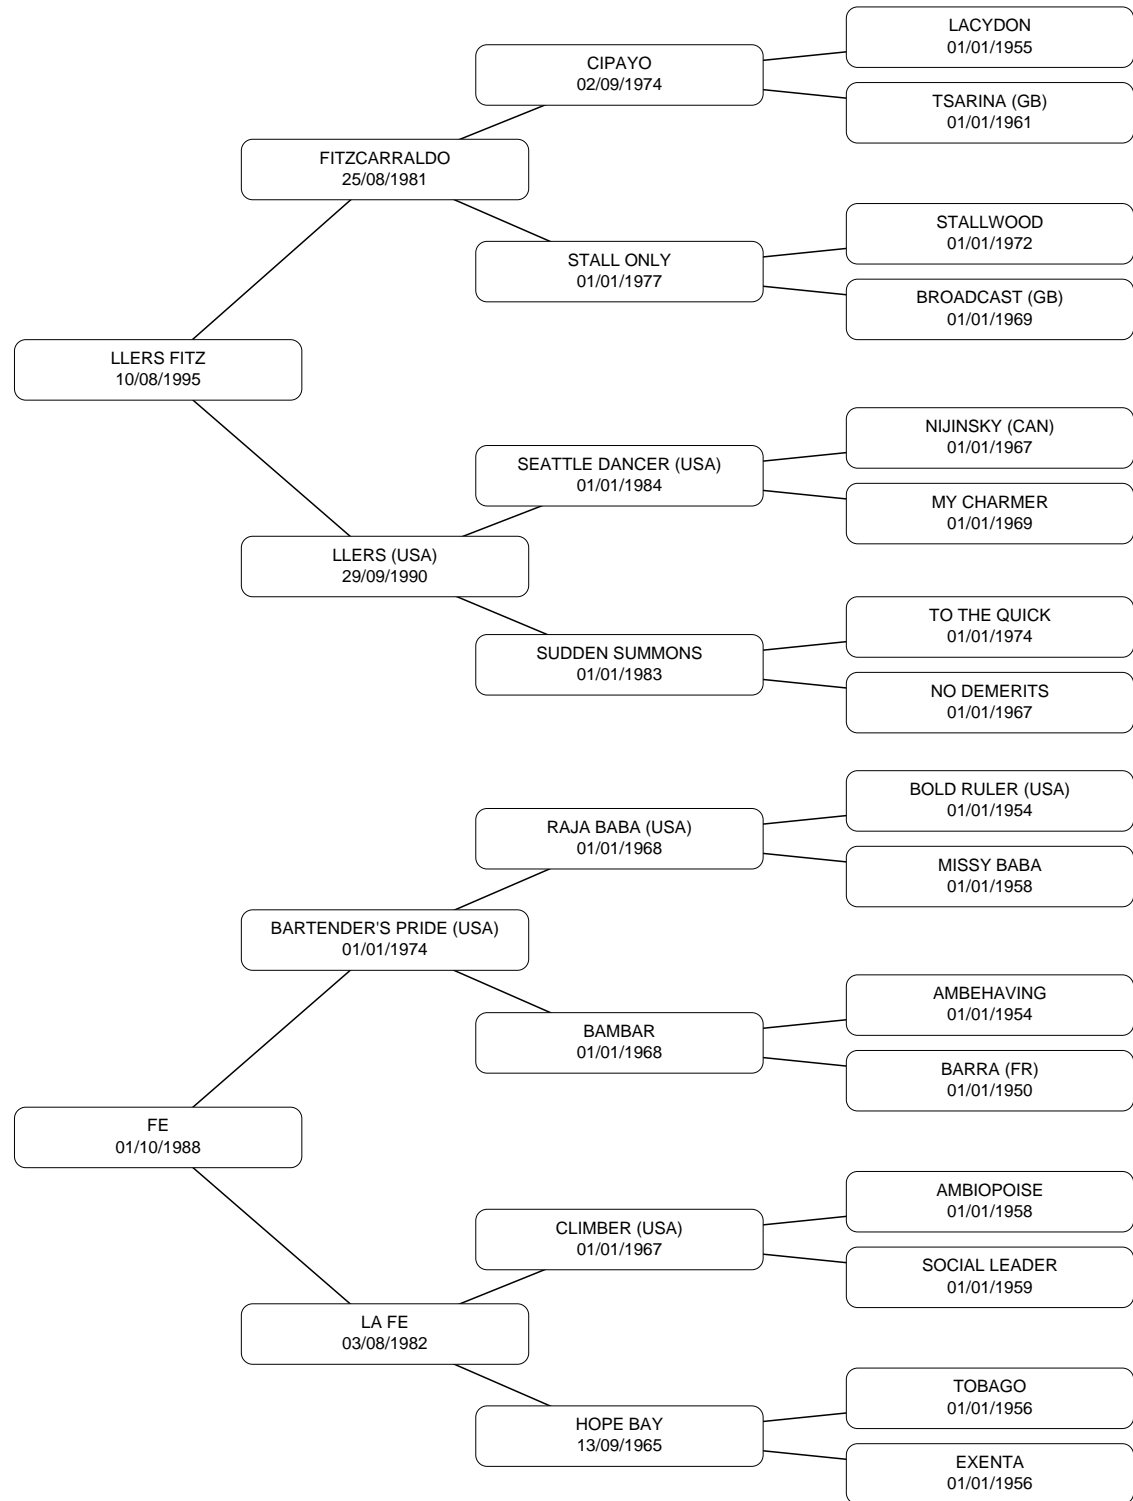 LACYDON
01/01/1955
CIPAYO
02/09/1974
TSARINA (GB)
01/01/1961
FITZCARRALDO
25/08/1981
STALLWOOD
01/01/1972
STALL ONLY
01/01/1977
BROADCAST (GB)
01/01/1969
LLERS FITZ
10/08/1995
NIJINSKY (CAN)
01/01/1967
SEATTLE DANCER (USA)
01/01/1984
MY CHARMER
01/01/1969
LLERS (USA)
29/09/1990
TO THE QUICK
01/01/1974
SUDDEN SUMMONS
01/01/1983
NO DEMERITS
01/01/1967
BOLD RULER (USA)
01/01/1954
RAJA BABA (USA)
01/01/1968
MISSY BABA
01/01/1958
BARTENDER'S PRIDE (USA)
01/01/1974
AMBEHAVING
01/01/1954
BAMBAR
01/01/1968
BARRA (FR)
01/01/1950
FE
01/10/1988
AMBIOPOISE
01/01/1958
CLIMBER (USA)
01/01/1967
SOCIAL LEADER
01/01/1959
LA FE
03/08/1982
TOBAGO
01/01/1956
HOPE BAY
13/09/1965
EXENTA
01/01/1956